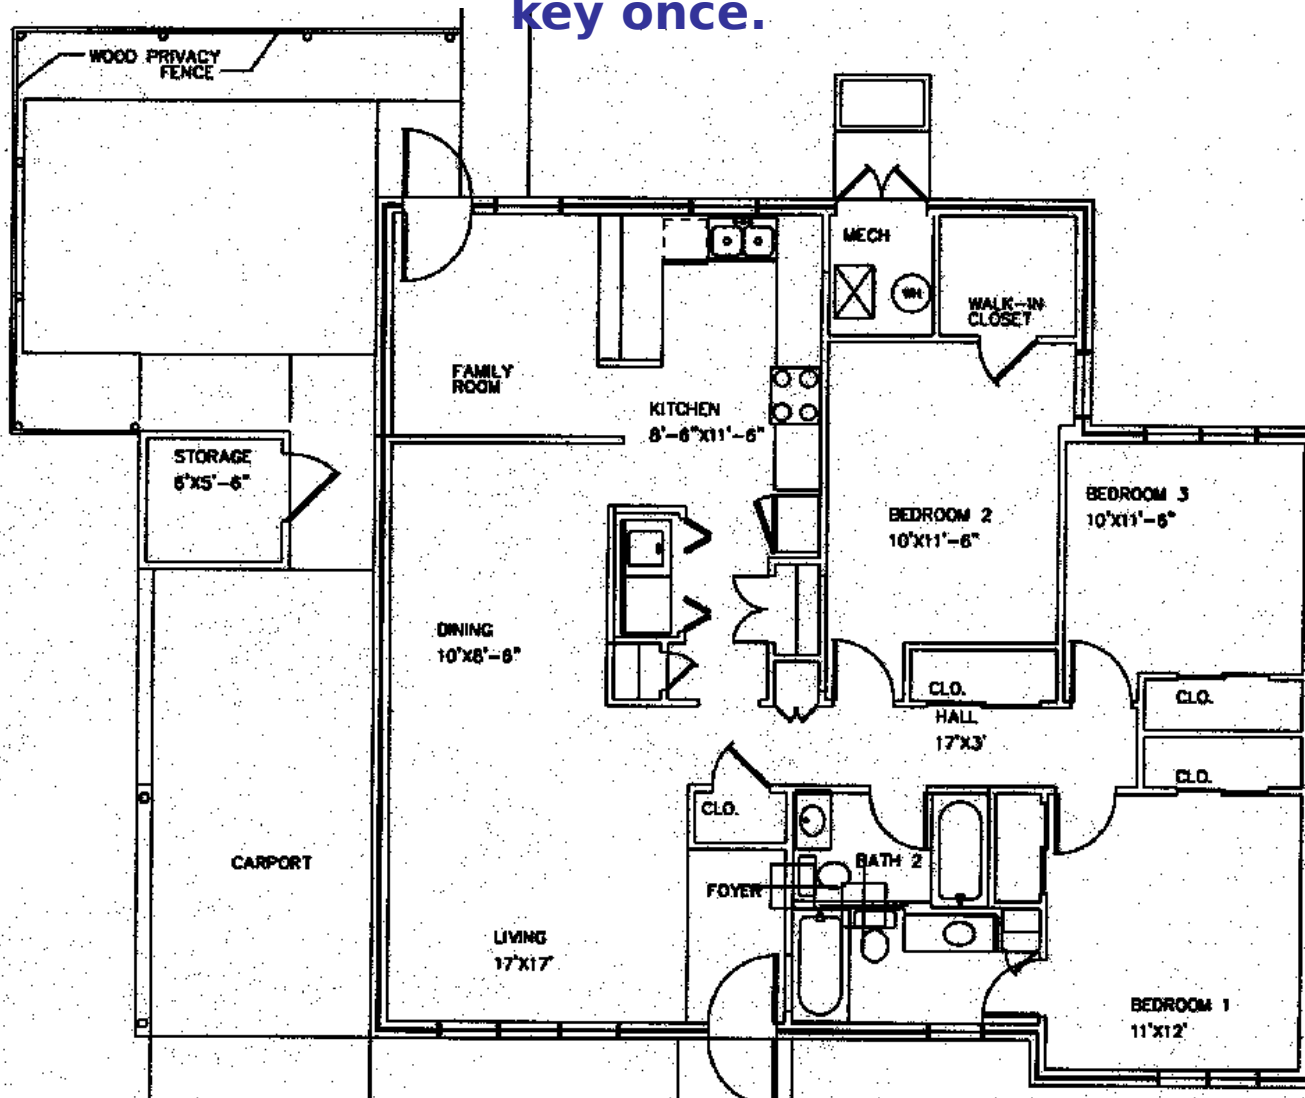 key once.
WOOD PRIVACY
FENCE
MECH
WH
WALK-IN
CLOSET
FAMILY
ROOM
KITCHEN
8'-6"X11'-6"
STORAGE
6'X5'-6"
BEDROOM 3
10'X11'-6"
BEDROOM 2
10'X11'-6"
DINING
10'X8'-6"
CLO.
CLO.
HALL
17'X3'
CLO.
CLO.
CARPORT
BATH 2
FOYER
LIVING
17'X17'
BEDROOM 1
11'X12'